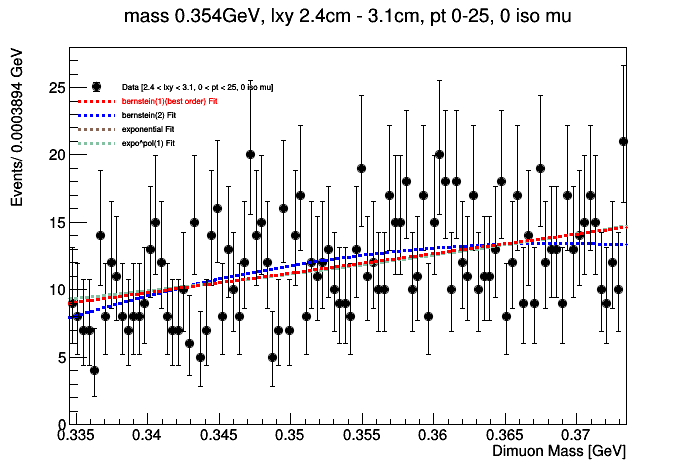 mass 0.354GeV, lxy 2.4cm - 3.1cm, pt 0-25, 0 iso mu
Events/ 0.0003894 GeV
25
20
15
10
5
0
Data [2.4 < lxy < 3.1, 0 < pt < 25, 0 iso mu]
bernstein(1)(best order) Fit
bernstein(2) Fit
exponential Fit
expo^pol(1) Fit
0.335 0.34 0.345 0.35 0.355 0.36 0.365 0.37
Dimuon Mass [GeV]